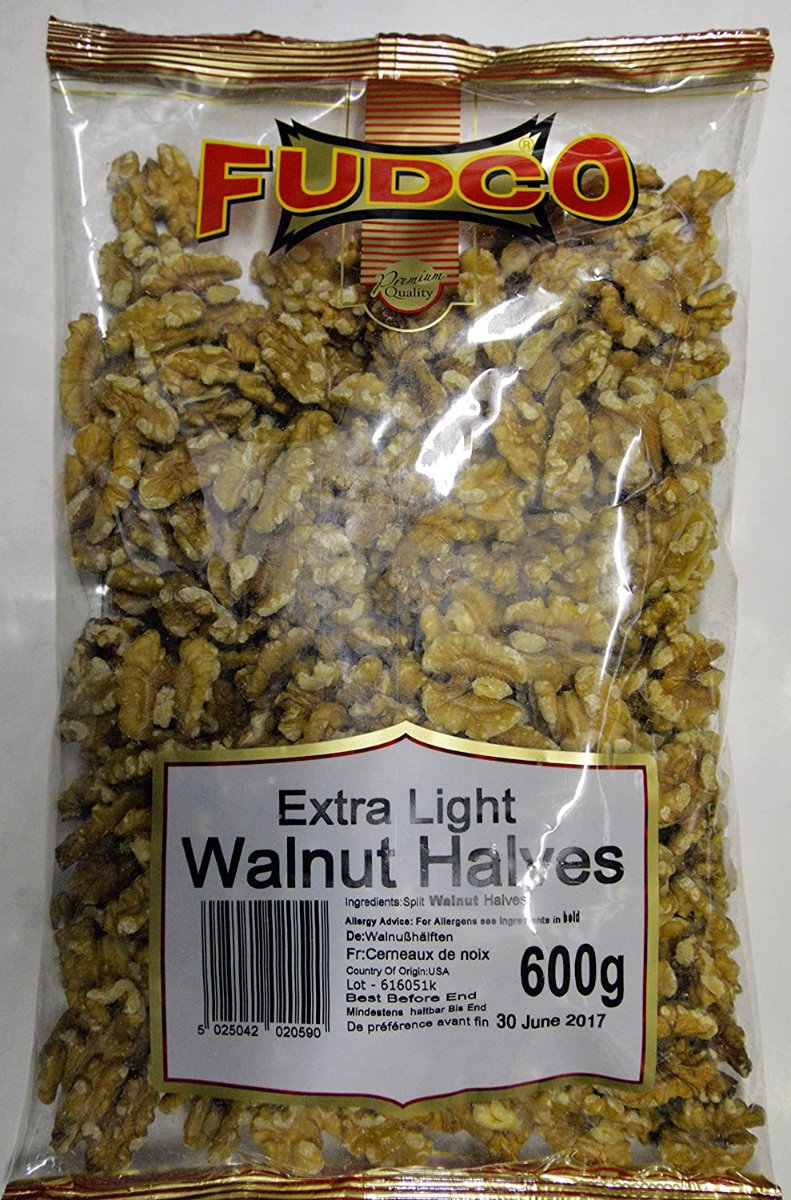 FUDCO®
Premium
Quality
Extra Light
Walnut Halves
Ingredients:Split Walnut Halves
Allergy Advice: For Allergens see ingredients in bold
De:Walnußhälften
Fr:Cerneaux de noix
Country Of Origin:USA
Lot - 616051k
600g
Best Before End
Mindestens haltbar Bis End
De préférence avant fin 30 June 2017
5 025042 020590